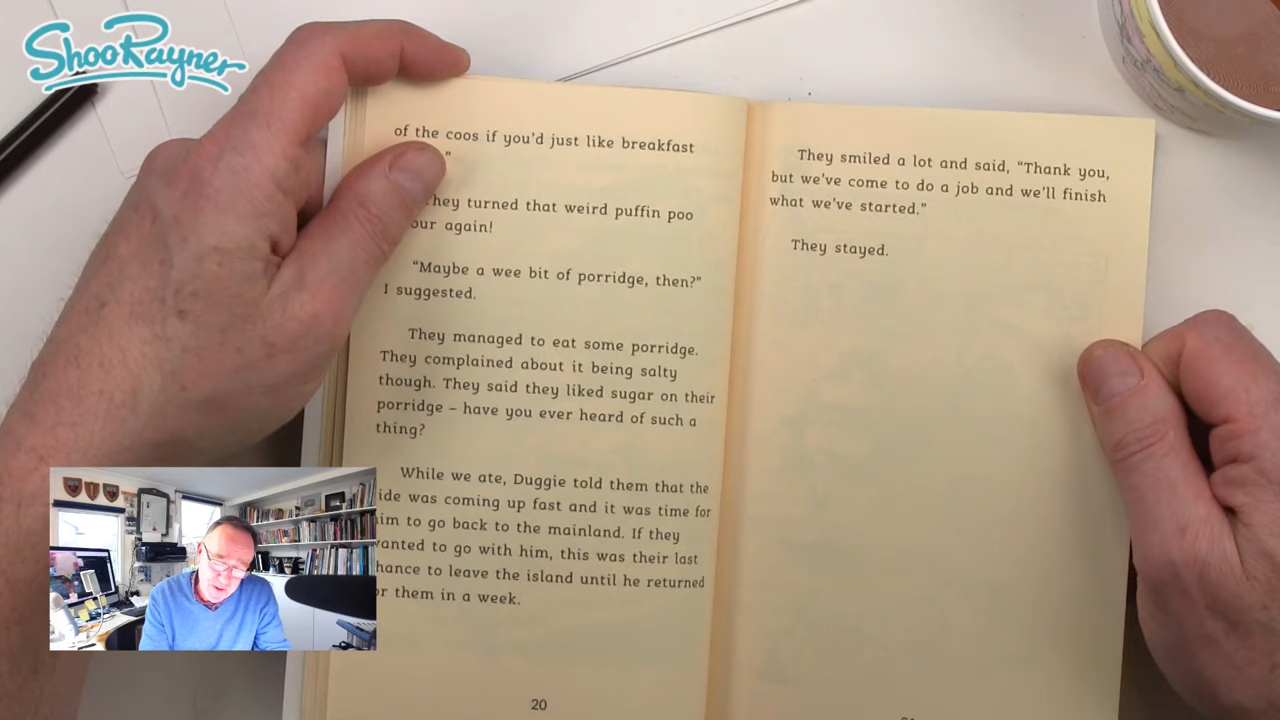 ShooRayner
of the coos if you'd just like breakfast
"
They turned that weird puffin poo
our again!
"Maybe a wee bit of porridge, then?"
I suggested.
They managed to eat some porridge.
They complained about it being salty
though. They said they liked sugar on their
porridge – have you ever heard of such a
thing?
While we ate, Duggie told them that the
ide was coming up fast and it was time for
im to go back to the mainland. If they
anted to go with him, this was their last
hance to leave the island until he returned
or them in a week.
20
They smiled a lot and said, "Thank you,
but we've come to do a job and we'll finish
what we've started."
They stayed.